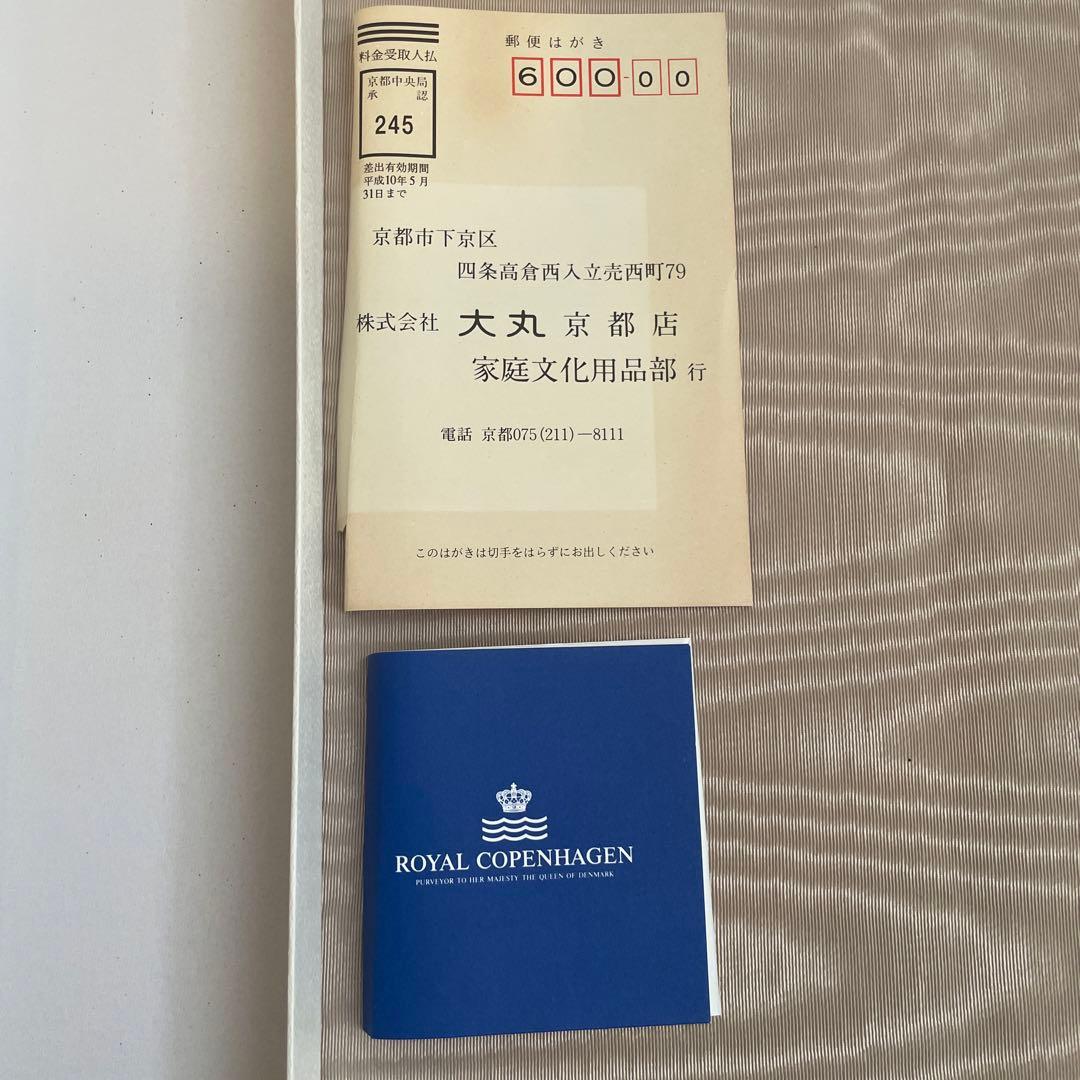 料金受取人払
京都中央局
承認
245
差出有効期間
平成10年5月
31日まで
郵便はがき
600-00
京都市下京区
四条高倉西入立売西町79
株式会社 大丸 京都店
家庭文化用品部 行
電話 京都075(211)―8111
このはがきは切手をはらずにお出しください
ROYAL COPENHAGEN
PURVEYOR TO HER MAJESTY THE QUEEN OF DENMARK